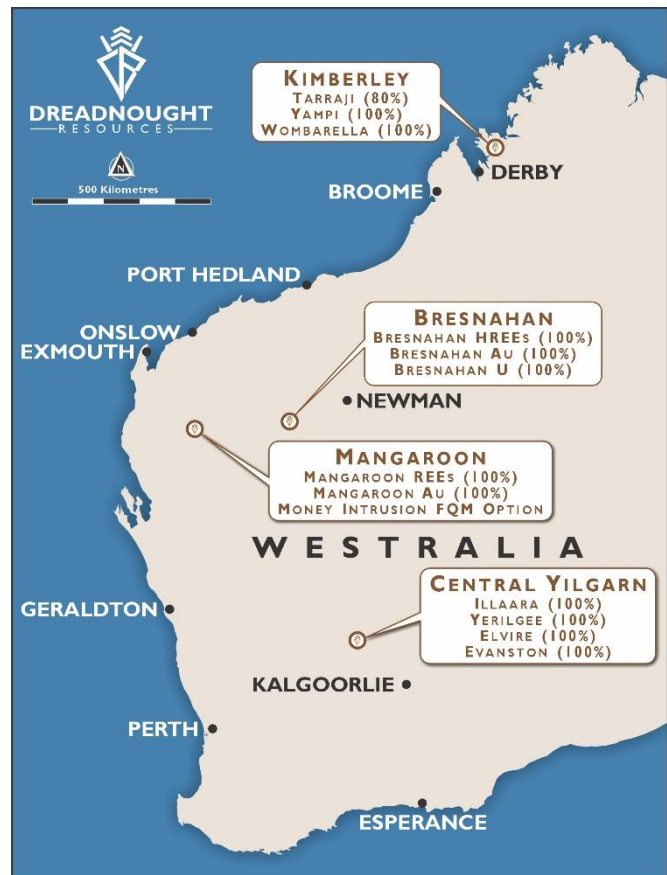 DREADNOUGHT
RESOURCES
N
500 Kilometres
KIMBERLEY
TARRAJI (80%)
YAMPI (100%)
WOMBARELLA (100%)
DERBY
BROOME
PORT HEDLAND
ONSLOW
EXMOUTH
BRESNAHAN
BRESNAHAN HREES (100%)
BRESNAHAN AU (100%)
BRESNAHAN U (100%)
NEWMAN
MANGAROON
MANGAROON REES (100%)
MANGAROON AU (100%)
MONEY INTRUSION FQM OPTION
WESTRALIA
CENTRAL YILGARN
ILLAARA (100%)
YERILGEE (100%)
ELVIRE (100%)
EVANSTON (100%)
GERALDTON
KALGOORLIE
PERTH
ESPERANCE